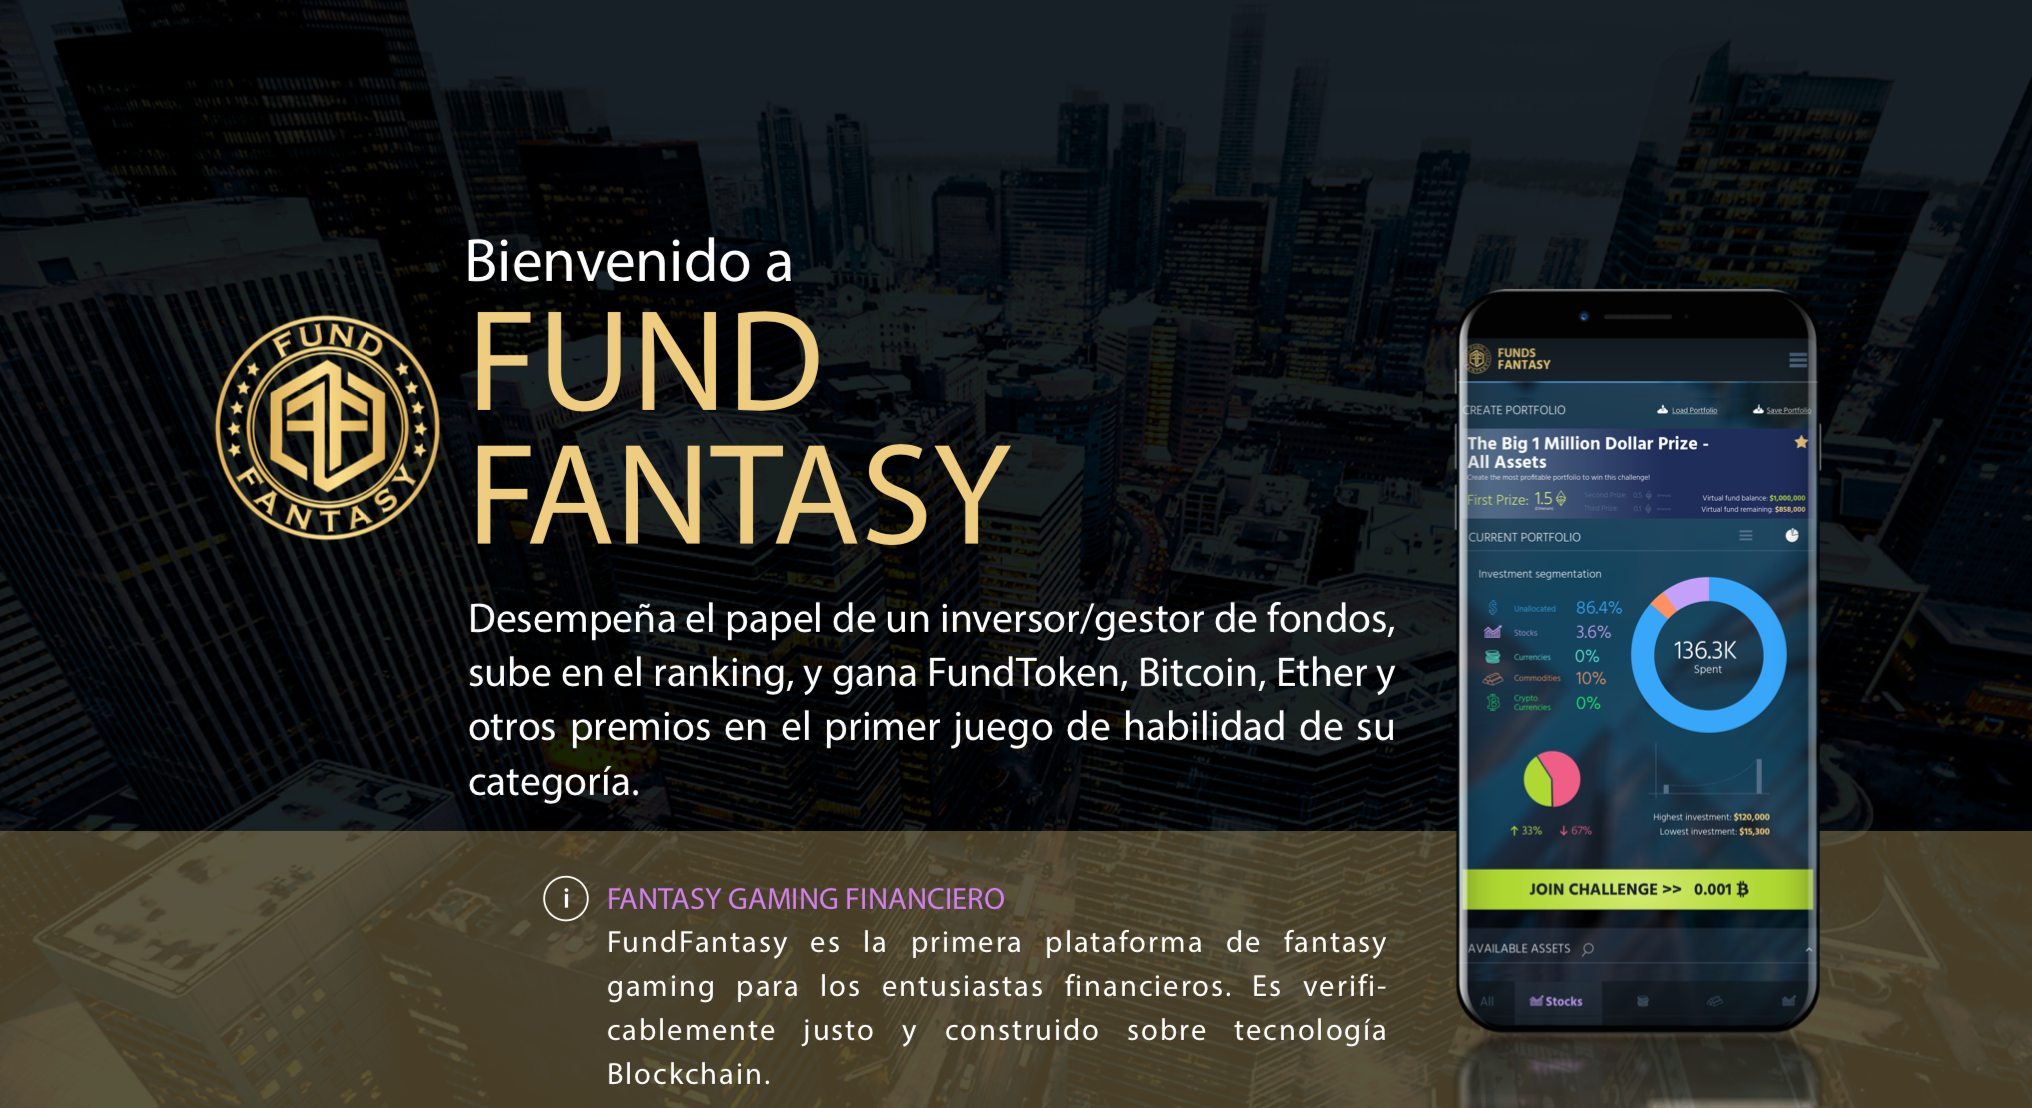 Bienvenido a
FUND
FANTASY
FUND
FANTASY
Desempeña el papel de un inversor/gestor de fondos,
sube en el ranking, y gana FundToken, Bitcoin, Ether y
otros premios en el primer juego de habilidad de su
categoría.
i
FANTASY GAMING FINANCIERO
FundFantasy es la primera plataforma de fantasy
gaming para los entusiastas financieros. Es verifi-
cablemente justo y construido sobre tecnología
Blockchain.
FUNDS
FANTASY
CREATE PORTFOLIO
Load Portfolio
Save Portfolio
The Big 1 Million Dollar Prize -
All Assets
Create the most profitable portfolio to win this challenge!
First Prize: 1.5
Second Prize: 0.5
Third Prize: 0.1
Virtual fund balance: $1,000,000
Virtual fund remaining: $858,000
CURRENT PORTFOLIO
Investment segmentation
Unallocated 86.4%
Stocks 3.6%
Currencies 0%
Commodities 10%
Crypto
Currencies 0%
136.3K
Spent
33%
67%
Highest investment: $120,000
Lowest investment: $15,300
JOIN CHALLENGE >> 0.001
AVAILABLE ASSETS
All
Stocks